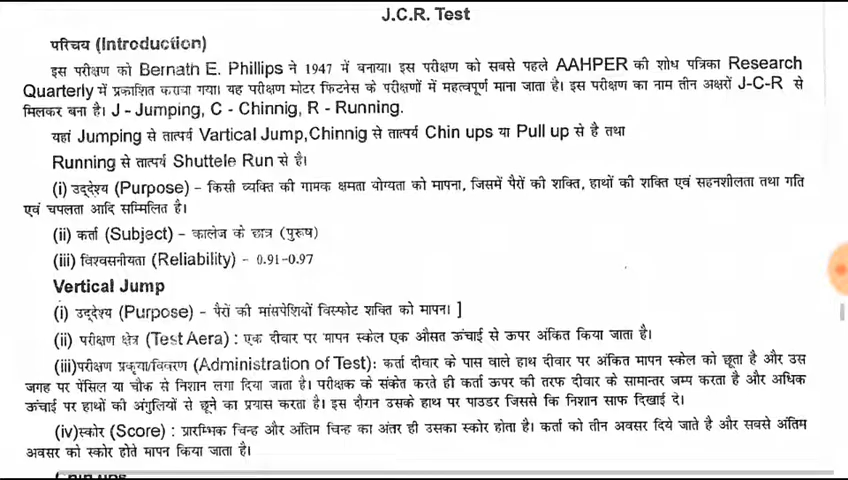 J.C.R. Test
परिचय (Introduction)
इस परीक्षण को Bernath E. Phillips ने 1947 में बनाया। इस परीक्षण को सबसे पहले AAHPER की शोध पत्रिका Research
Quarterly में प्रकाशित कराया गया। यह परीक्षण मोटर फिटनेस के परीक्षणों में महत्वपूर्ण माना जाता है। इस परीक्षण का नाम तीन अक्षरों J-C-R से
मिलकर बना है। J - Jumping, C - Chinnig, R - Running.
यहां Jumping से तात्पर्य Vartical Jump, Chinnig से तात्पर्य Chin ups या Pull up से है तथा
Running से तात्पर्य Shuttele Run से है।
(i) उद्देश्य (Purpose) – किसी व्यक्ति की गामक क्षमता योग्यता को मापना, जिसमें पैरों की शक्ति, हाथों की शक्ति एवं सहनशीलता तथा गति
एवं चपलता आदि सम्मिलित है।
(ii) कर्ता (Subject) – कालेज के छात्र (पुरूष)
(iii) विश्वसनीयता (Reliability) – 0.91–0.97
Vertical Jump
(i) उद्देश्य (Purpose) – पैरों की मांसपेशियों विस्फोट शक्ति को मापन। ]
(ii) परीक्षण क्षेत्र (Test Aera) : एक दीवार पर मापन स्केल एक औसत ऊंचाई से ऊपर अंकित किया जाता है।
(iii)परीक्षण प्रकृया/विवरण (Administration of Test): कर्ता दीवार के पास वाले हाथ दीवार पर अंकित मापन स्केल को छूता है और उस
जगह पर पेंसिल या चौक से निशान लगा दिया जाता है। परीक्षक के संकेत करते ही कर्ता ऊपर की तरफ दीवार के सामान्तर जम्प करता है और अधिक
ऊंचाई पर हाथों की अंगुलियों से छूने का प्रयास करता है। इस दौरान उसके हाथ पर पाउडर जिससे कि निशान साफ दिखाई दे।
(iv)स्कोर (Score) : प्रारम्भिक चिन्ह और अंतिम चिन्ह का अंतर ही उसका स्कोर होता है। कर्ता को तीन अवसर दिये जाते है और सबसे अंतिम
अवसर को स्कोर होते मापन किया जाता है।
Chin ups